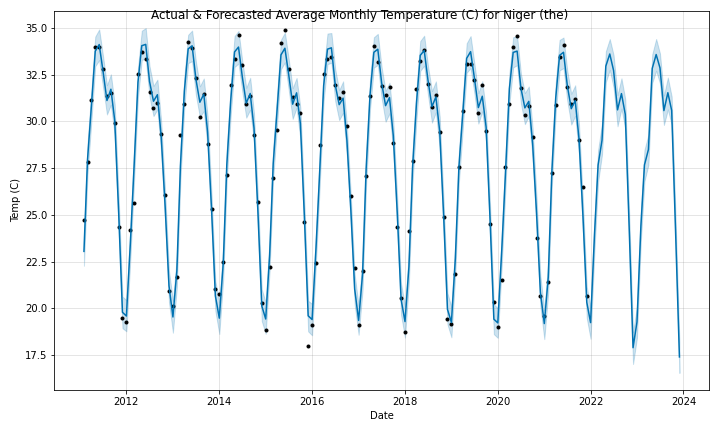 Actual & Forecasted Average Monthly Temperature (C) for Niger (the)
35.0
32.5
30.0
27.5
25.0
22.5
20.0
17.5
Temp (C)
2012 2014 2016 2018 2020 2022 2024
Date